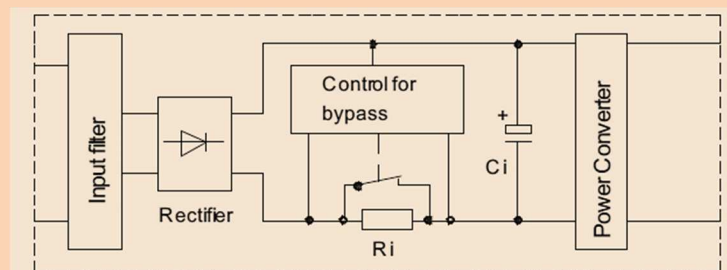 Input filter
Rectifier
Control for
bypass
+
Ci
Ri
Power Converter